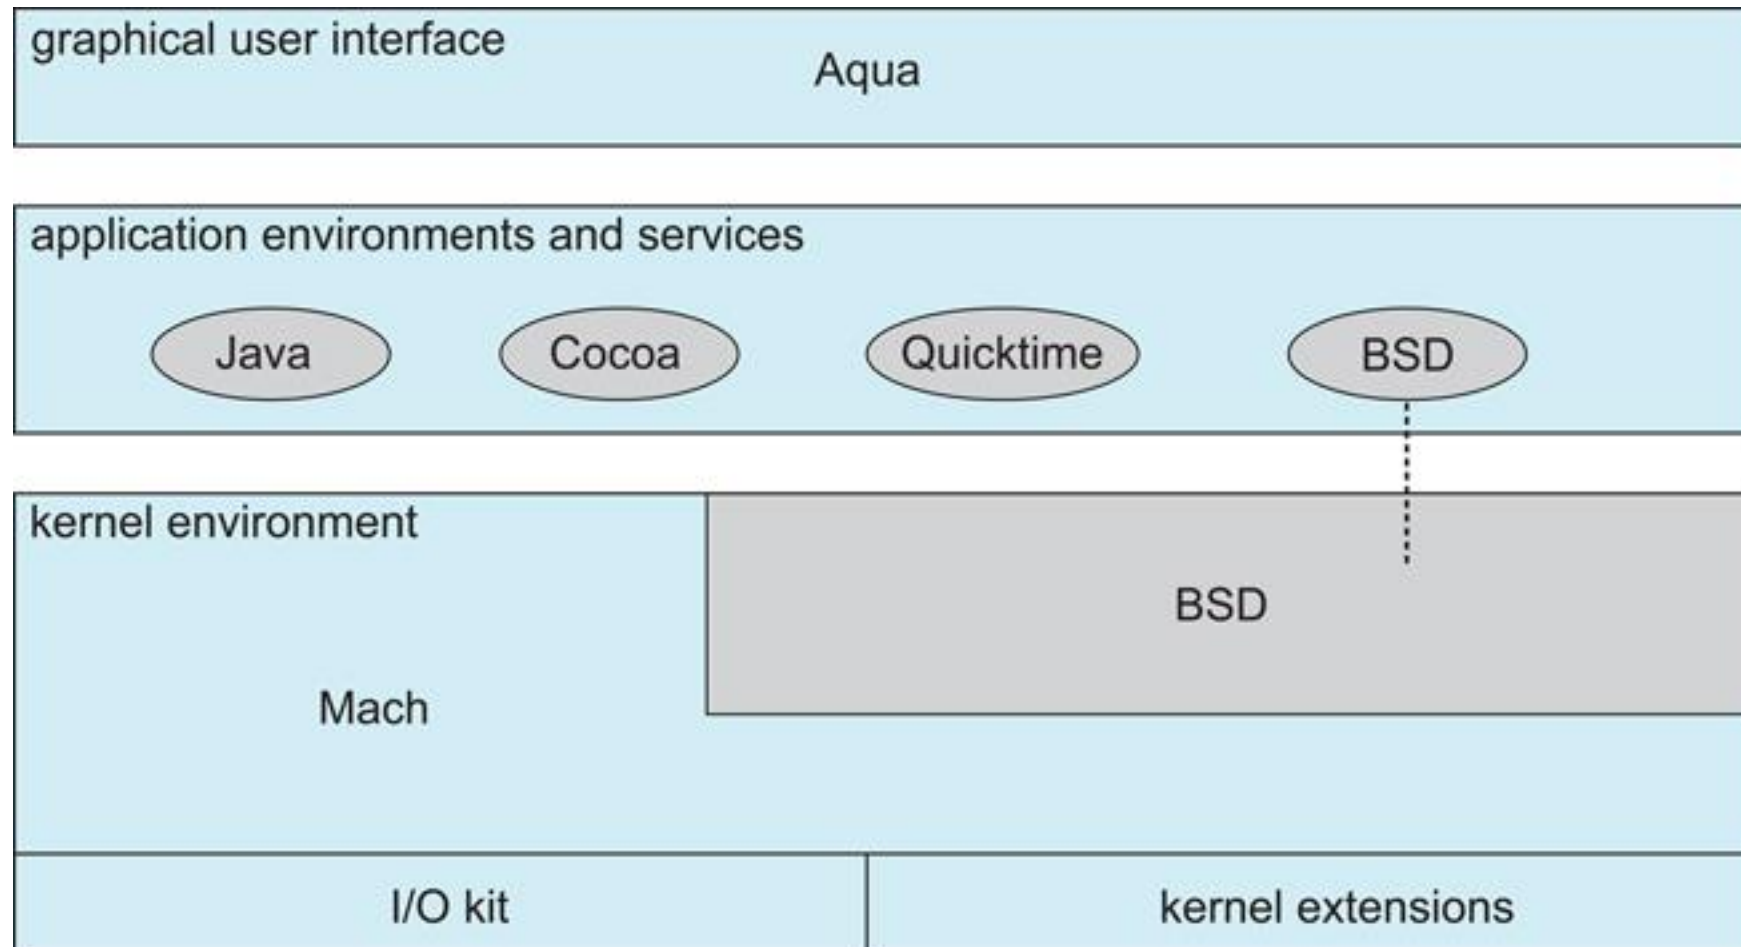 graphical user interface
Aqua
application environments and services
Java
Cocoa
Quicktime
BSD
kernel environment
BSD
Mach
I/O kit
kernel extensions